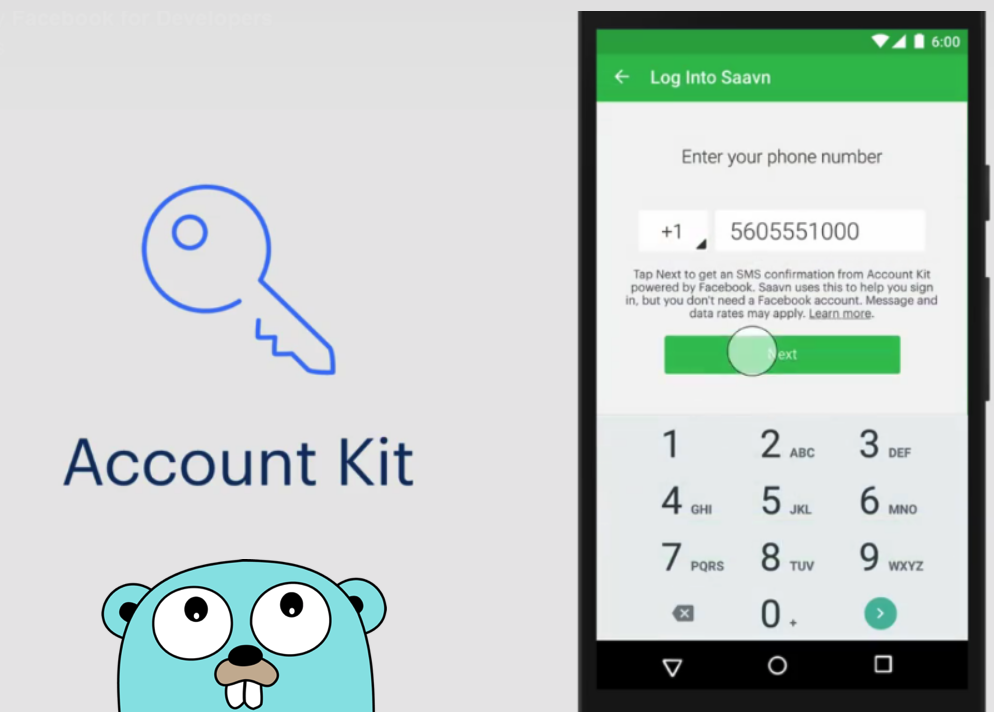 Facebook for Developers
Account Kit
6:00
Log Into Saavn
Enter your phone number
+1 5605551000
Tap Next to get an SMS confirmation from Account Kit
powered by Facebook. Saavn uses this to help you sign
in, but you don't need a Facebook account. Message and
data rates may apply. Learn more.
Next
1 2 ABC 3 DEF
4 GHI 5 JKL 6 MNO
7 PQRS 8 TUV 9 WXYZ
0 +